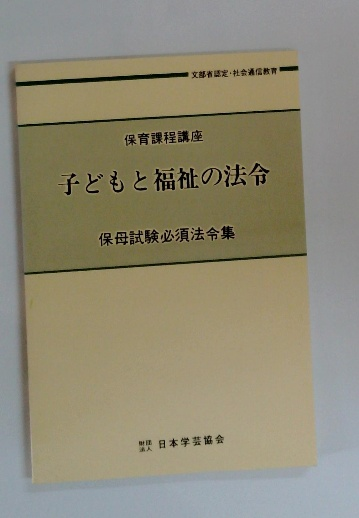 文部省認定・社会通信教育
保育課程講座
子どもと福祉の法令
保母試験必須法令集
財団法人 日本学芸協会